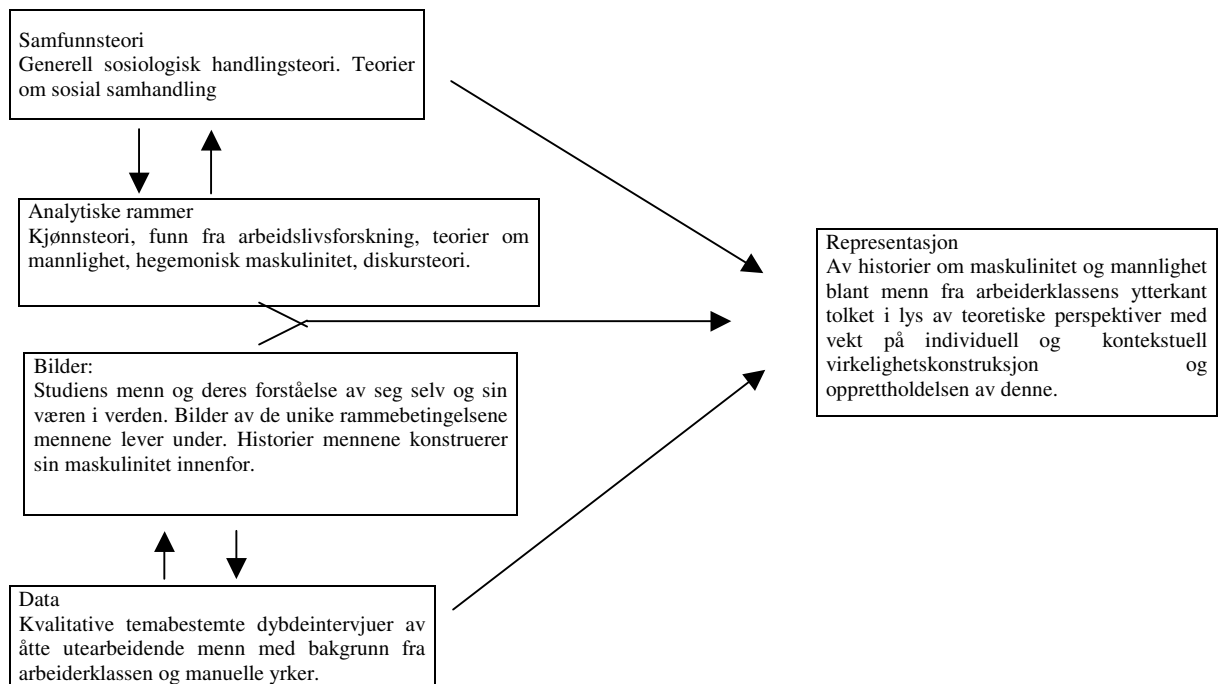 Samfunnsteori
Generell sosiologisk handlingsteori. Teorier
om sosial samhandling
Analytiske rammer
Kjønnsteori, funn fra arbeidslivsforskning, teorier om
mannlighet, hegemonisk maskulinitet, diskursteori.
Bilder:
Studiens menn og deres forståelse av seg selv og sin
væren i verden. Bilder av de unike rammebetingelsene
mennene lever under. Historier mennene konstruerer
sin maskulinitet innenfor.
Data
Kvalitative temabestemte dybdeintervjuer av
åtte utearbeidende menn med bakgrunn fra
arbeiderklassen og manuelle yrker.
Representasjon
Av historier om maskulinitet og mannlighet
blant menn fra arbeiderklassens ytterkant
tolket i lys av teoretiske perspektiver med
vekt på individuell og kontekstuell
virkelighetskonstruksjon og
opprettholdelsen av denne.